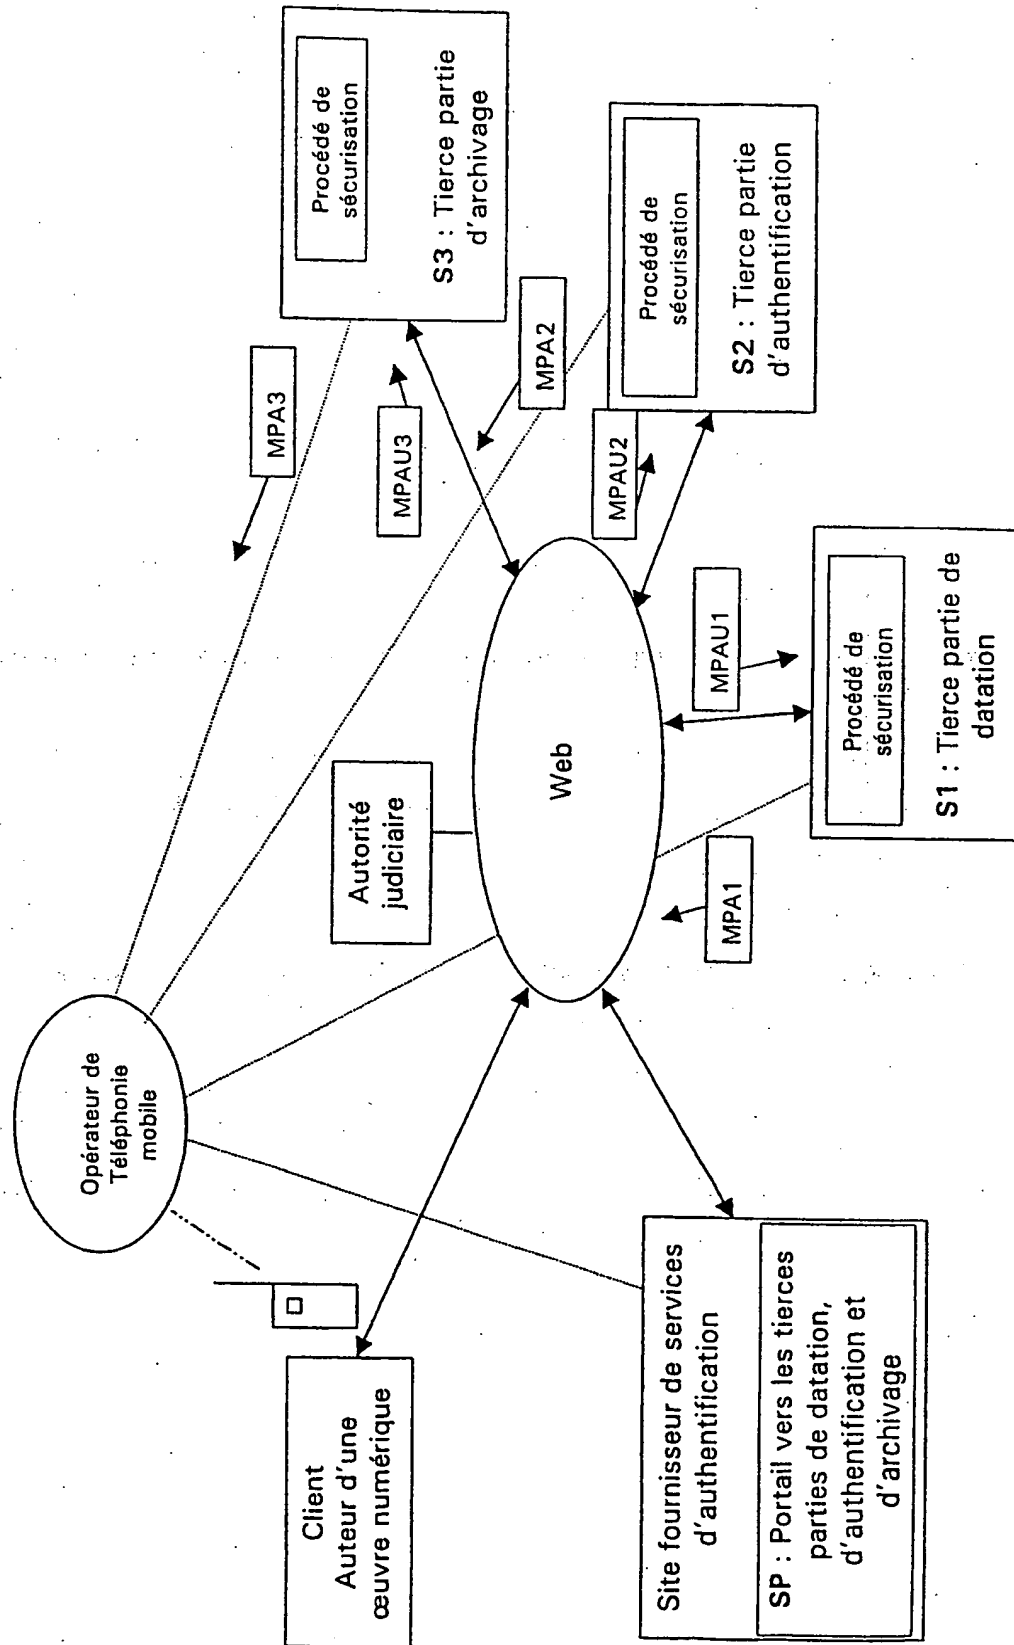 Opérateur de
Téléphonie
mobile
Client
Auteur d'une
œuvre numérique
Site fournisseur de services
d'authentification
SP : Portail vers les tierces
parties de datation,
d'authentification et
d'archivage
Autorité
judiciaire
Web
MPA3
MPAU3
MPA2
MPAU2
MPAU1
MPA1
Procédé de
sécurisation
S3 : Tierce partie
d'archivage
Procédé de
sécurisation
S2 : Tierce partie
d'authentification
Procédé de
sécurisation
S1 : Tierce partie de
datation